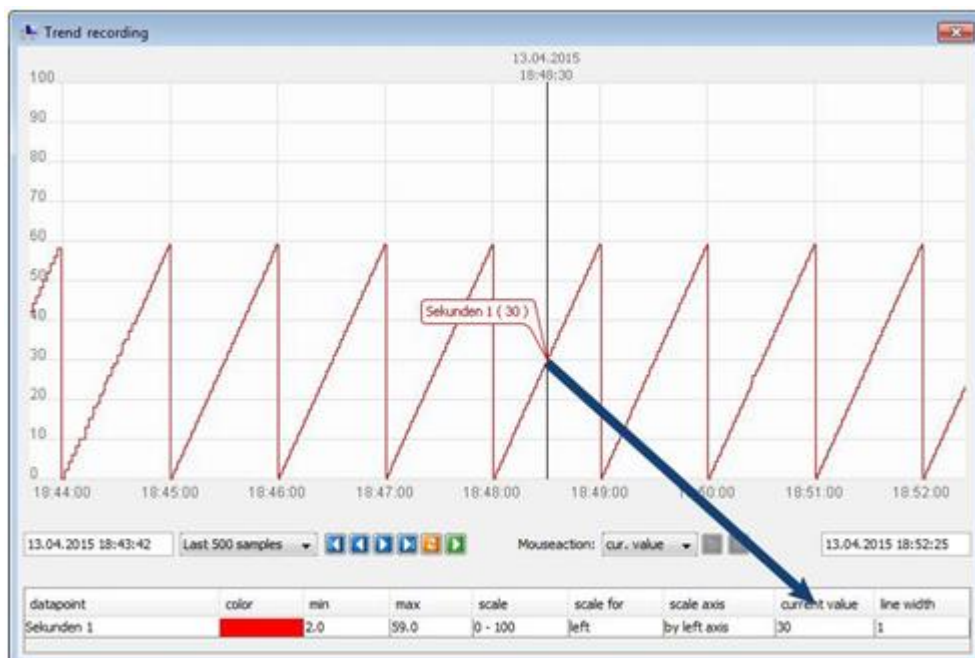 Trend recording
13.04.2015
18:48:30
100
90
80
70
60
50
40
30
20
10
0
Sekunden 1 ( 30 )
18:44:00 18:45:00 18:46:00 18:47:00 18:48:00 18:49:00 18:50:00 18:51:00 18:52:00
13.04.2015 18:43:42 Last 500 samples Mouseaction: cur. value 13.04.2015 18:52:25
datapoint color min max scale scale for scale axis current value line width
Sekunden 1 2.0 59.0 0 - 100 left by left axis 30 1